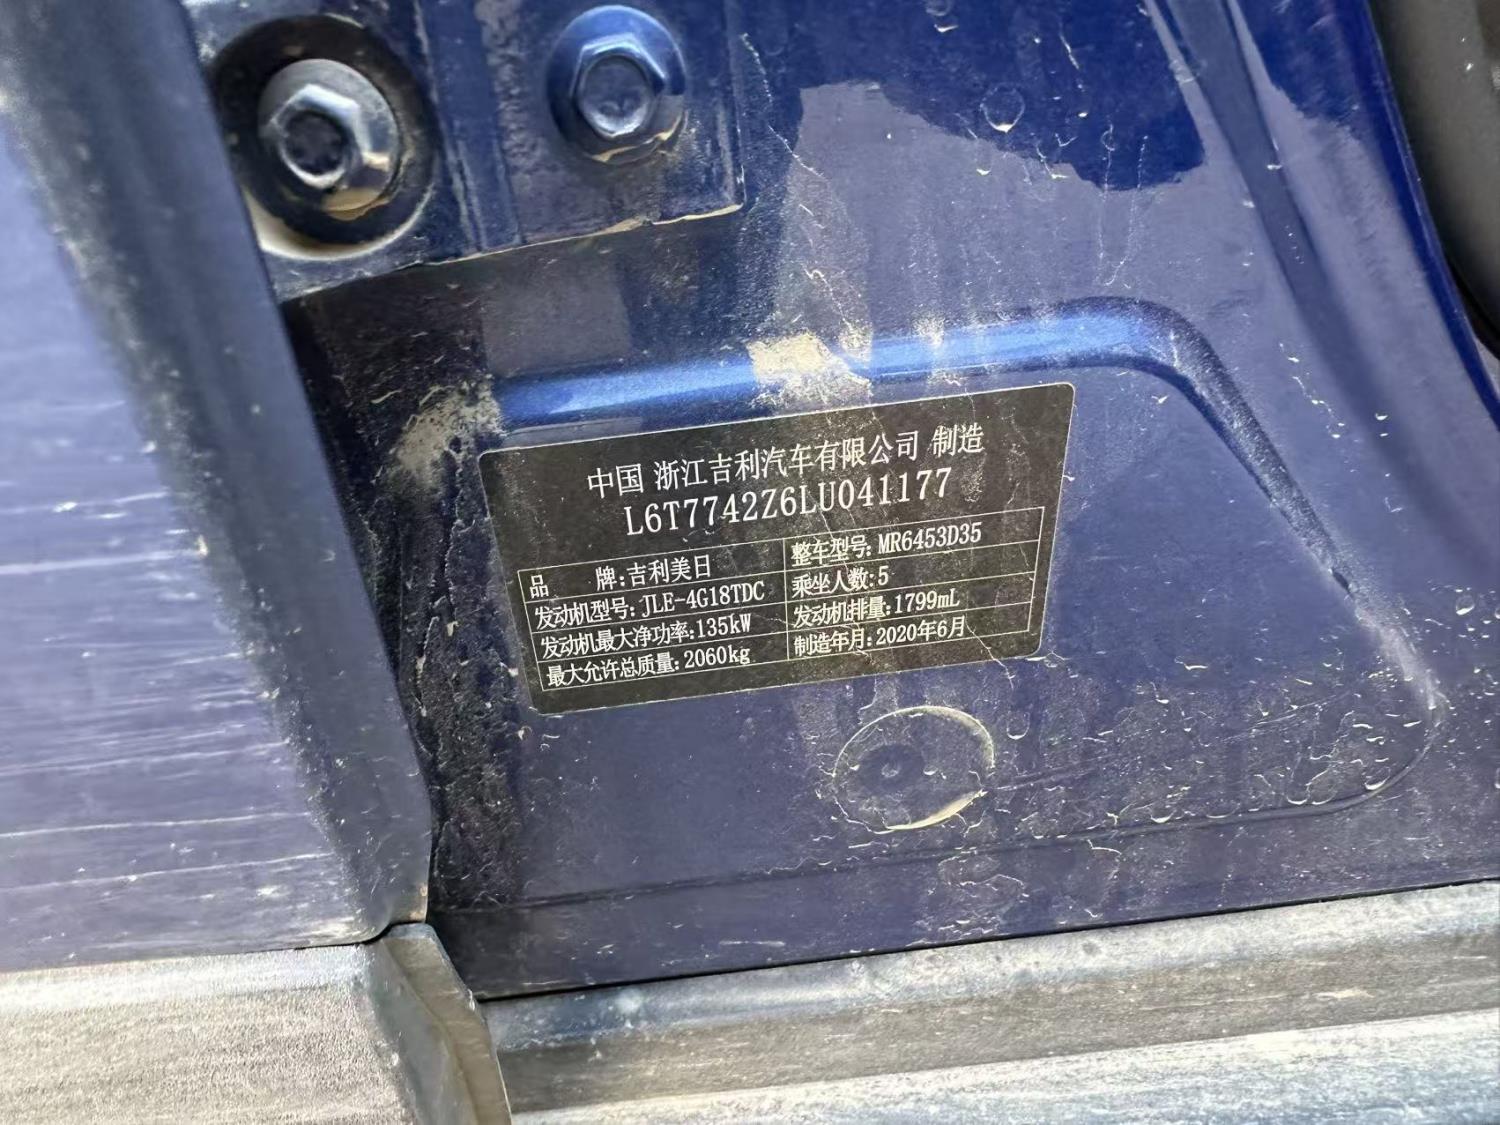 中国 浙江吉利汽车有限公司 制造
L6T7742Z6LU041177
品 牌:吉利美日 整车型号:MR6453D35
发动机型号:JLE-4G18TDC 乘坐人数:5
发动机最大净功率:135kW 发动机排量:1799mL
最大允许总质量:2060kg 制造年月:2020年6月